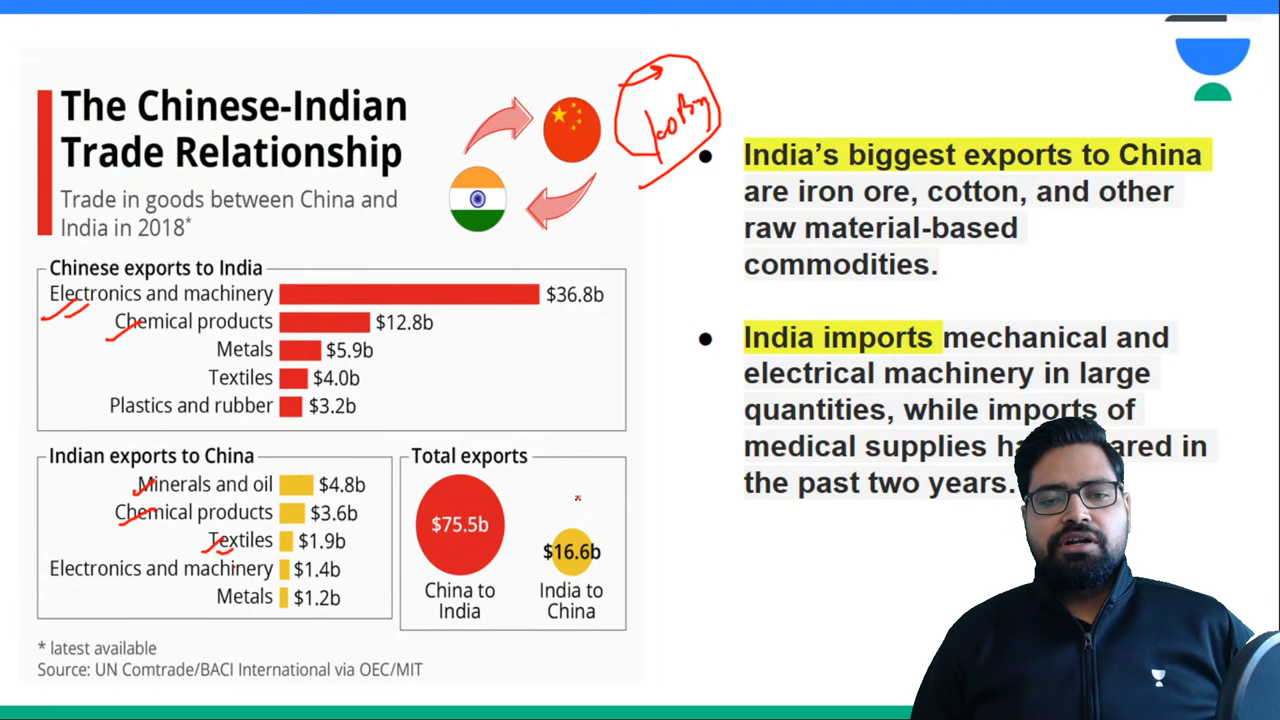 The Chinese-Indian
Trade Relationship
Trade in goods between China and
India in 2018*
Chinese exports to India
Electronics and machinery $36.8b
Chemical products $12.8b
Metals $5.9b
Textiles $4.0b
Plastics and rubber $3.2b
Indian exports to China
Minerals and oil $4.8b
Chemical products $3.6b
Textiles $1.9b
Electronics and machinery $1.4b
Metals $1.2b
Total exports
$75.5b
China to
India
$16.6b
India to
China
* latest available
Source: UN Comtrade/BACI International via OEC/MIT
● India’s biggest exports to China
are iron ore, cotton, and other
raw material-based
commodities.
● India imports mechanical and
electrical machinery in large
quantities, while imports of
medical supplies in
the past two years.